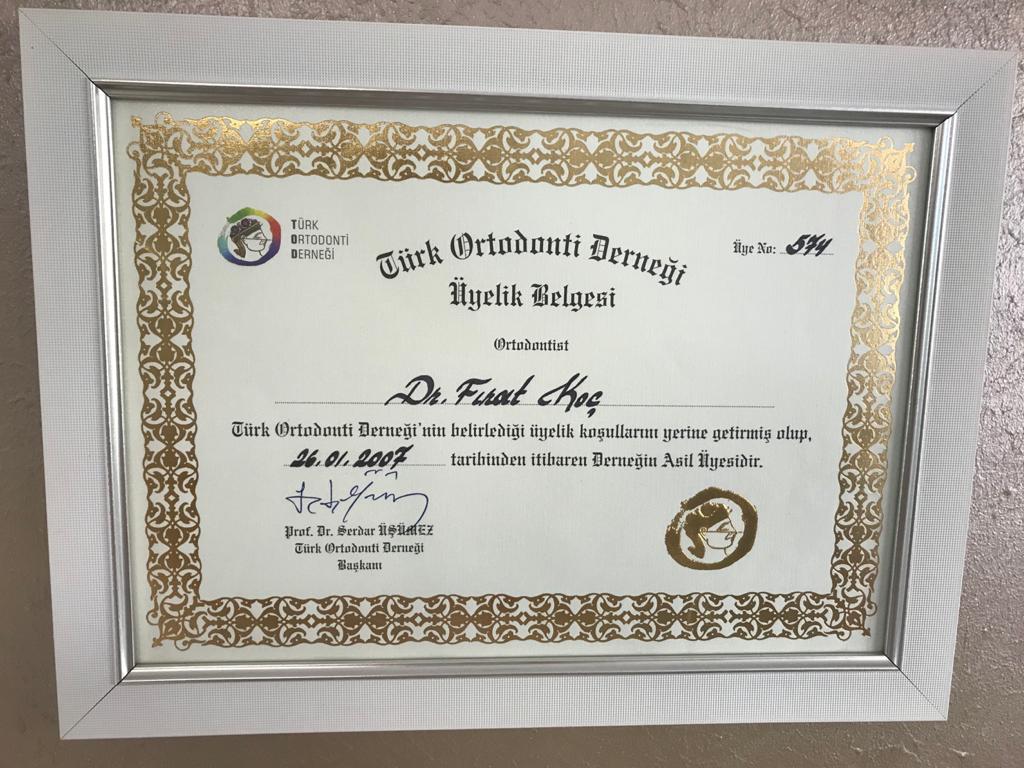 TÜRK
ORTODONTİ
DERNEĞİ
Üye No: 574
Türk Ortodonti Derneği
Üyelik Belgesi
Ortodontist
Dr. Fırat Koç
Türk Ortodonti Derneği'nin belirlediği üyelik koşullarını yerine getirmiş olup,
26.01.2007 tarihinden itibaren Derneğin Asil Üyesidir.
Prof. Dr. Serdar ÜŞÜMEZ
Türk Ortodonti Derneği
Başkanı